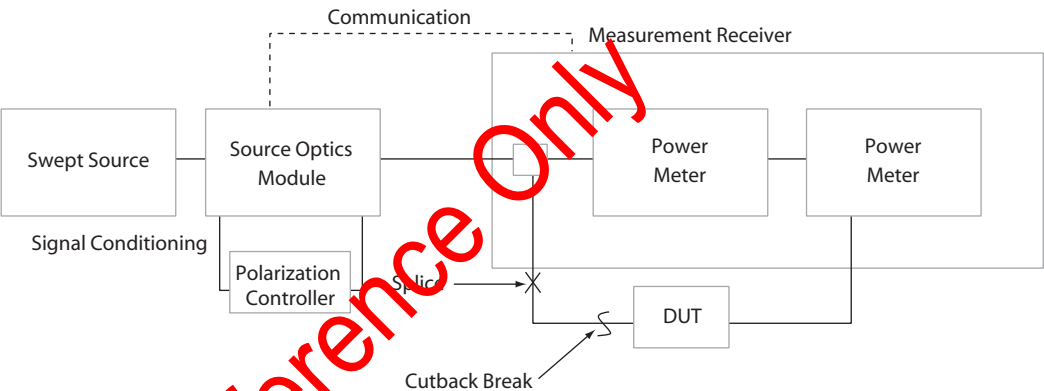 Communication
Measurement Receiver
Swept Source
Source Optics
Module
Power
Meter
Power
Meter
Signal Conditioning
Polarization
Controller
Splice
DUT
Cutback Break
ference Only